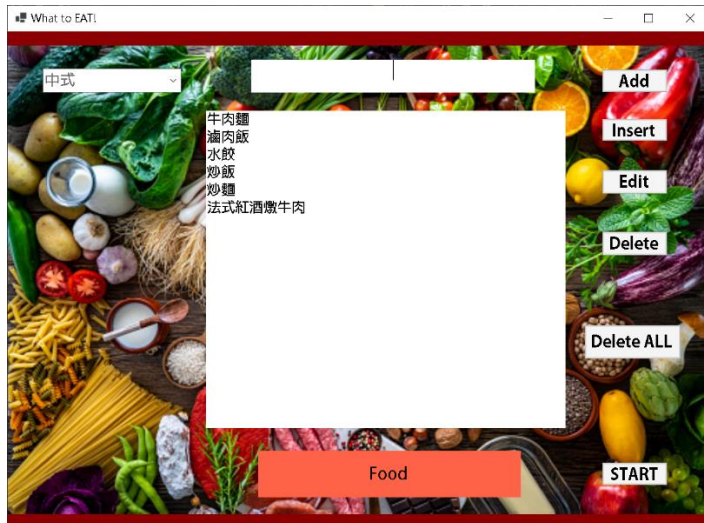 What to EAT!
中式
Add
Insert
Edit
Delete
Delete ALL
START
牛肉麵
滷肉飯
水餃
炒飯
炒麵
法式紅酒燉牛肉
Food